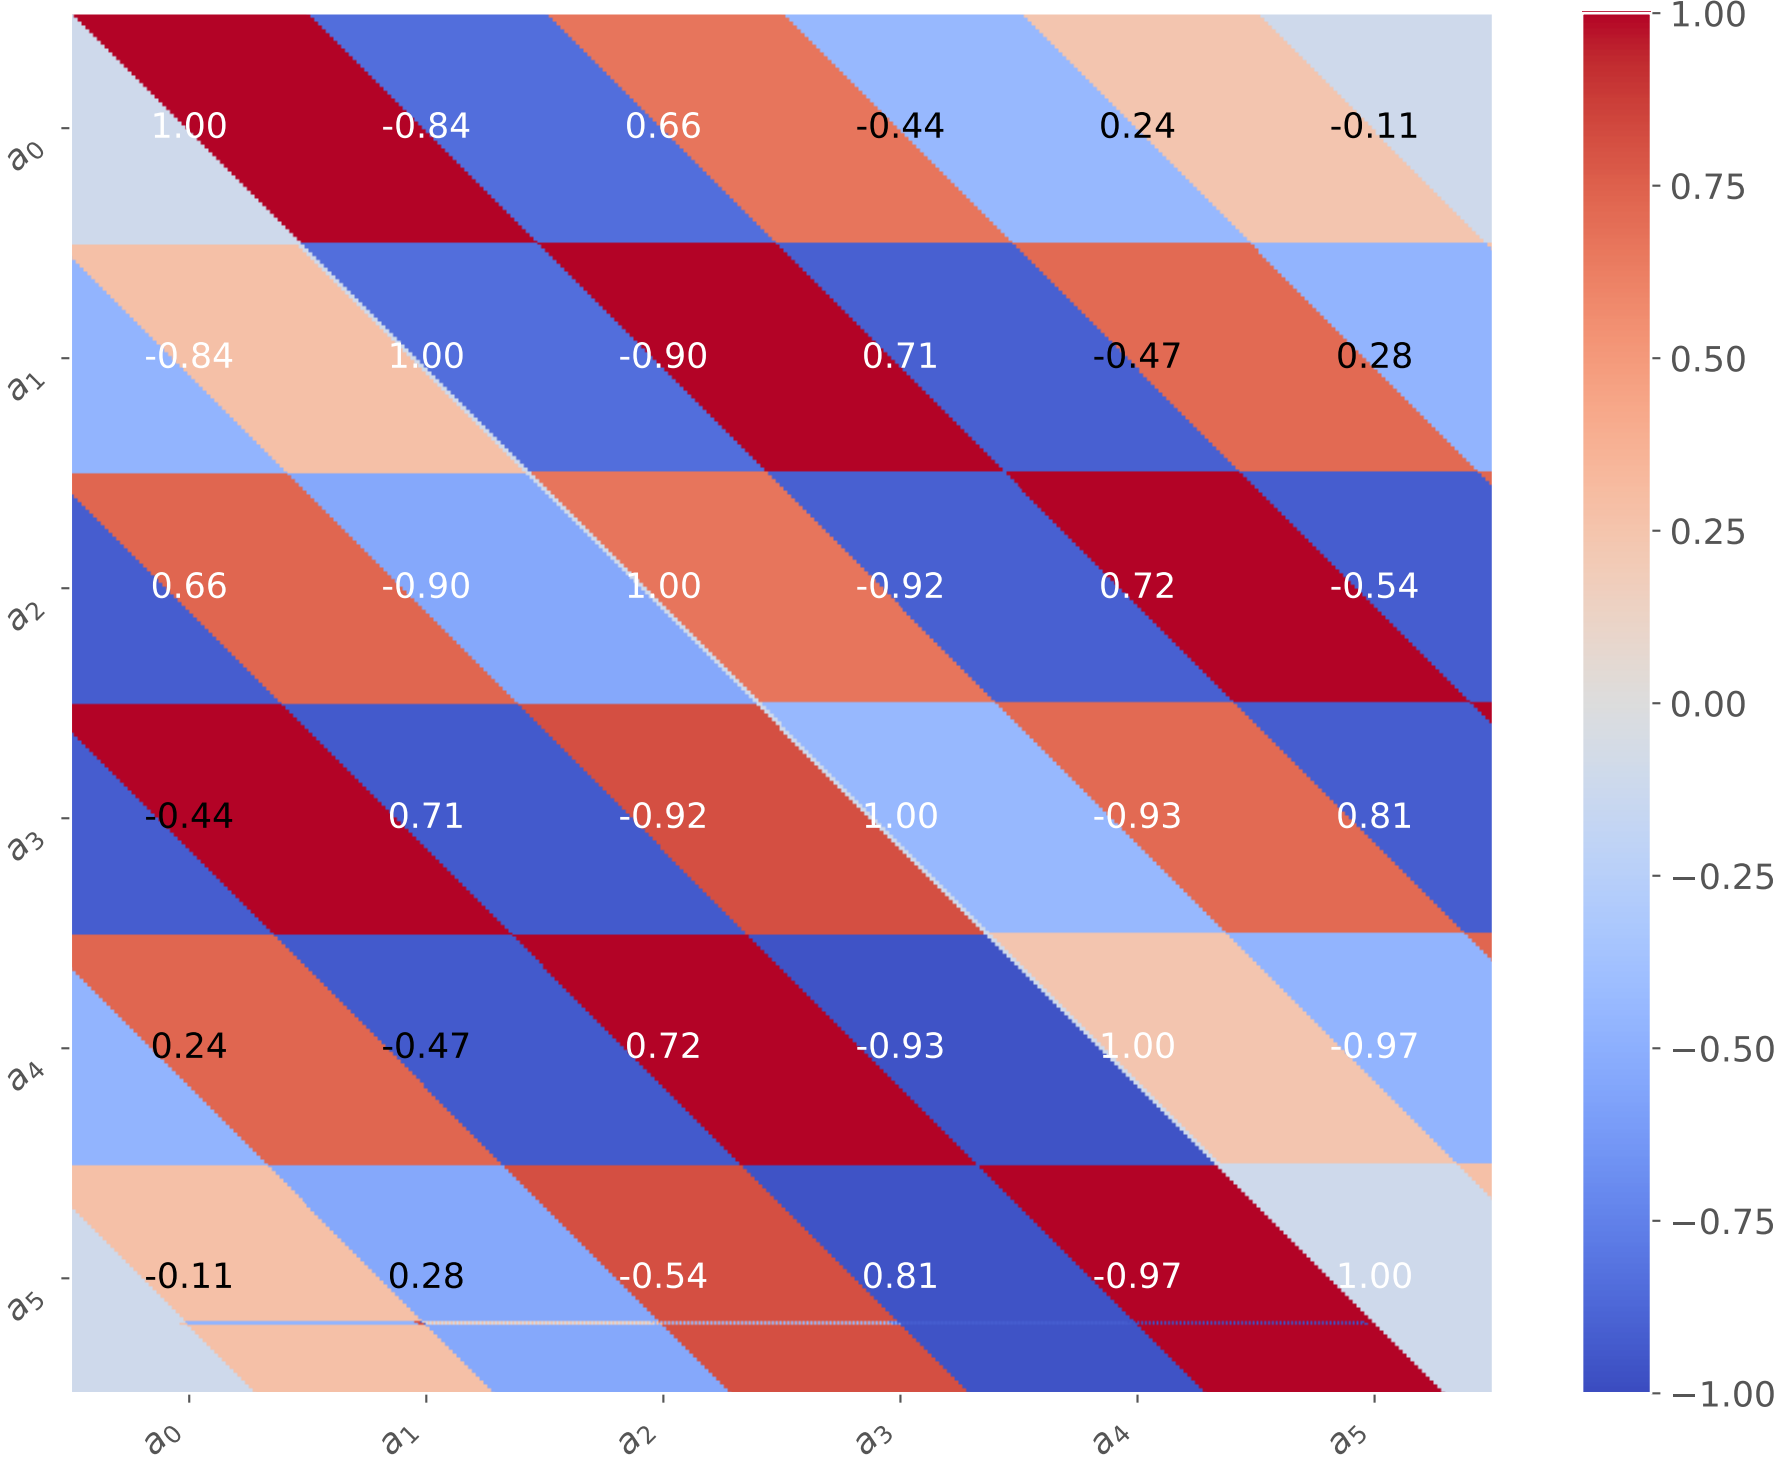 1.00
a₀ 1.00 -0.84 0.66 -0.44 0.24 -0.11
0.75
a₁ -0.84 1.00 -0.90 0.71 -0.47 0.28
0.50
0.25
a₂ 0.66 -0.90 1.00 -0.92 0.72 -0.54
0.00
a₃ -0.44 0.71 -0.92 1.00 -0.93 0.81
−0.25
a₄ 0.24 -0.47 0.72 -0.93 1.00 -0.97
−0.50
−0.75
a₅ -0.11 0.28 -0.54 0.81 -0.97 1.00
−1.00
a₀ a₁ a₂ a₃ a₄ a₅